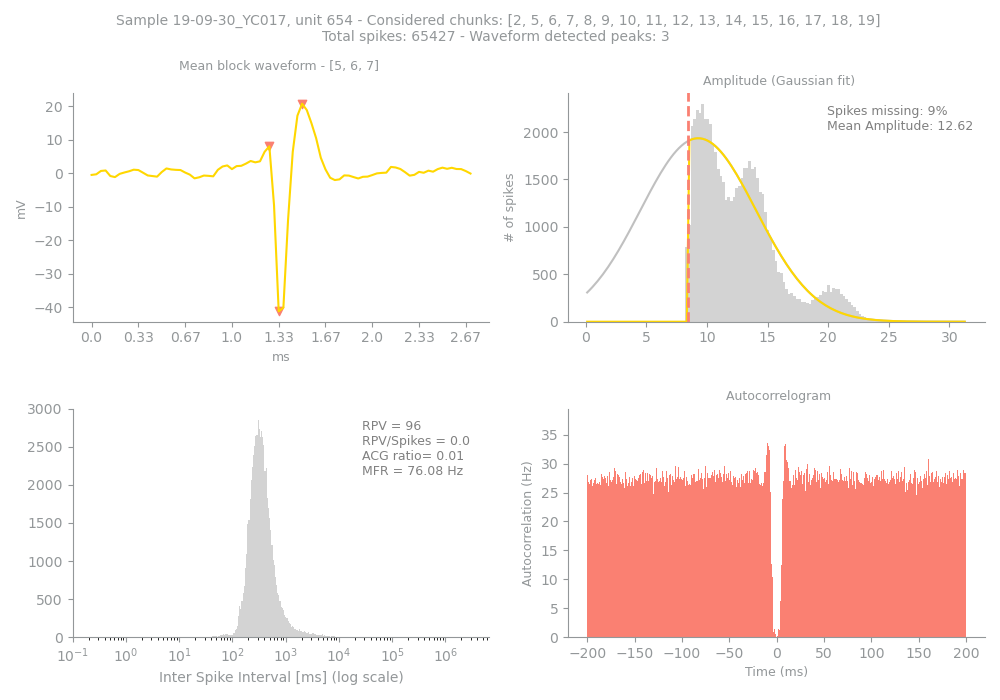 Sample 19-09-30_YC017, unit 654 - Considered chunks: [2, 5, 6, 7, 8, 9, 10, 11, 12, 13, 14, 15, 16, 17, 18, 19]
Total spikes: 65427 - Waveform detected peaks: 3
Mean block waveform - [5, 6, 7]
20
10
0
−10
−20
−30
−40
mV
0.0 0.33 0.67 1.0 1.33 1.67 2.0 2.33 2.67
ms
Amplitude (Gaussian fit)
Spikes missing: 9%
Mean Amplitude: 12.62
2000
1500
1000
500
0
# of spikes
0 5 10 15 20 25 30
3000
2500
2000
1500
1000
500
0
RPV = 96
RPV/Spikes = 0.0
ACG ratio= 0.01
MFR = 76.08 Hz
10⁻¹ 10⁰ 10¹ 10² 10³ 10⁴ 10⁵ 10⁶
Inter Spike Interval [ms] (log scale)
Autocorrelogram
35
30
25
20
15
10
5
0
Autocorrelation (Hz)
−200 −150 −100 −50 0 50 100 150 200
Time (ms)